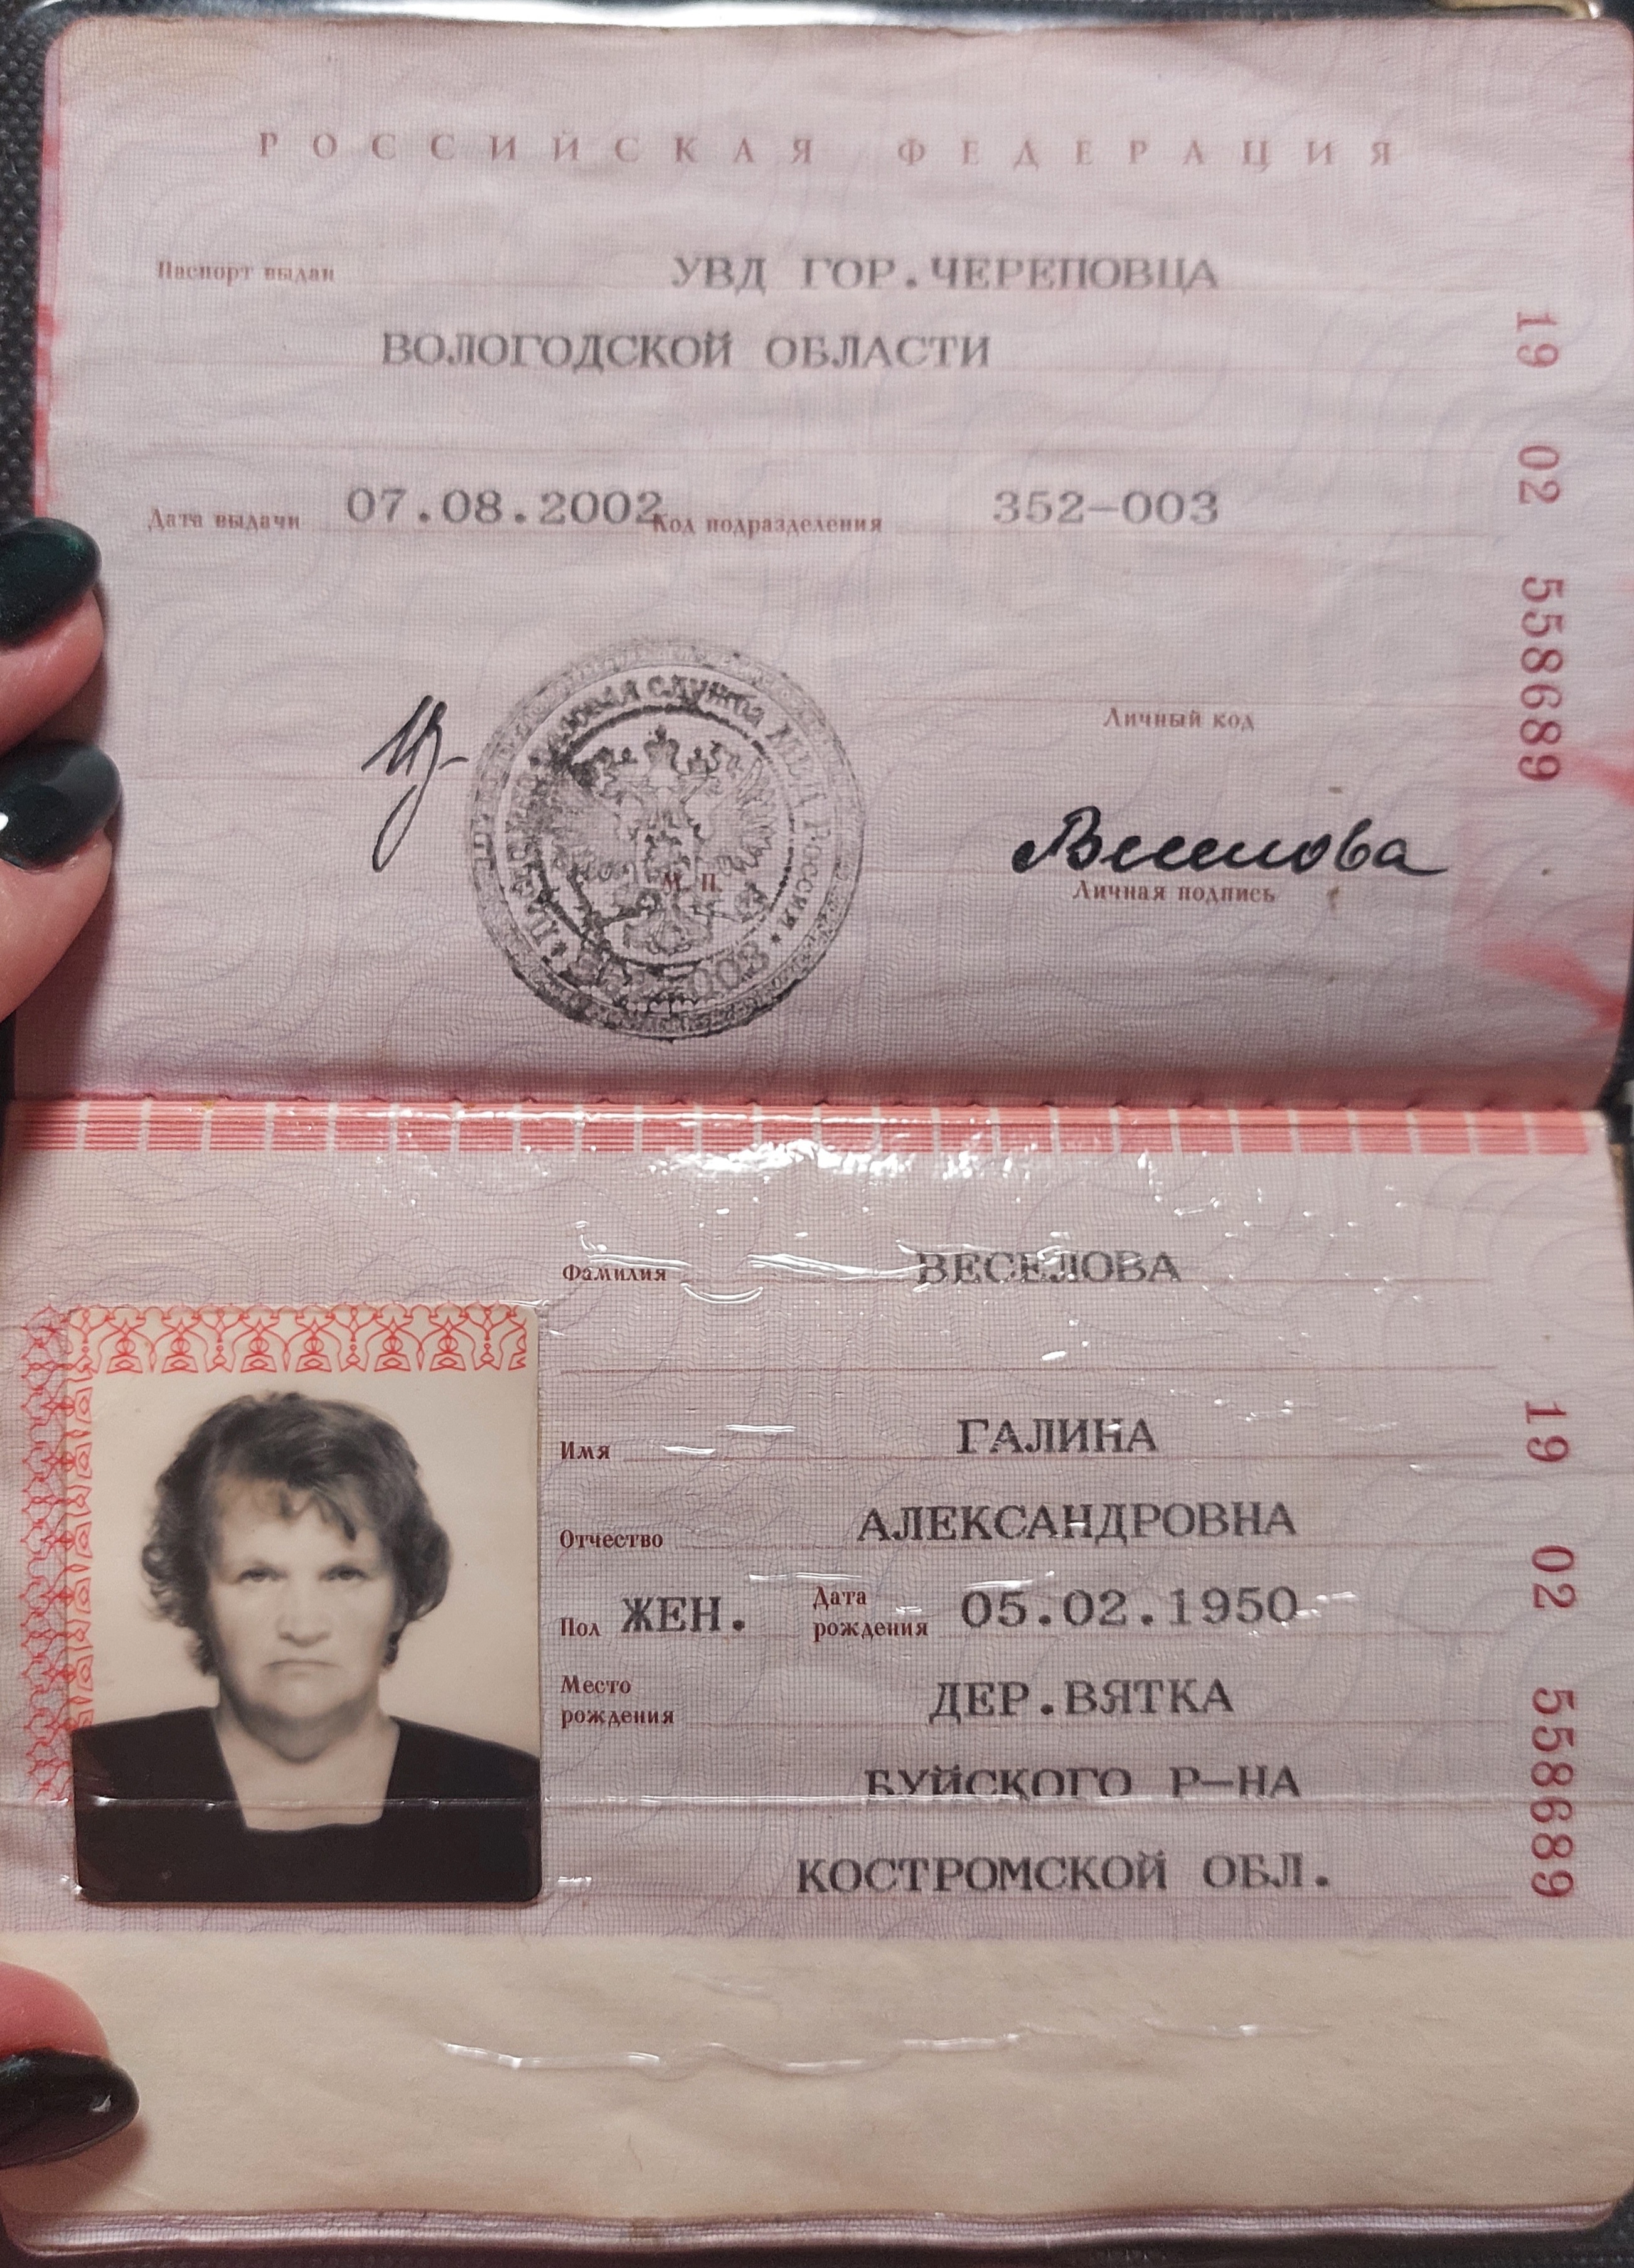 РОССИЙСКАЯ ФЕДЕРАЦИЯ
Паспорт выдан УВД ГОР.ЧЕРЕПОВЦА
ВОЛОГОДСКОЙ ОБЛАСТИ
Дата выдачи 07.08.2002 Код подразделения 352-003
Личный код
М. П.
Веселова
Личная подпись
19 02 558689
Фамилия ВЕСЕЛОВА
Имя ГАЛИНА
Отчество АЛЕКСАНДРОВНА
Пол ЖЕН. Дата рождения 05.02.1950
Место рождения ДЕР.ВЯТКА
БУЙСКОГО Р-НА
КОСТРОМСКОЙ ОБЛ.
19 02 558689